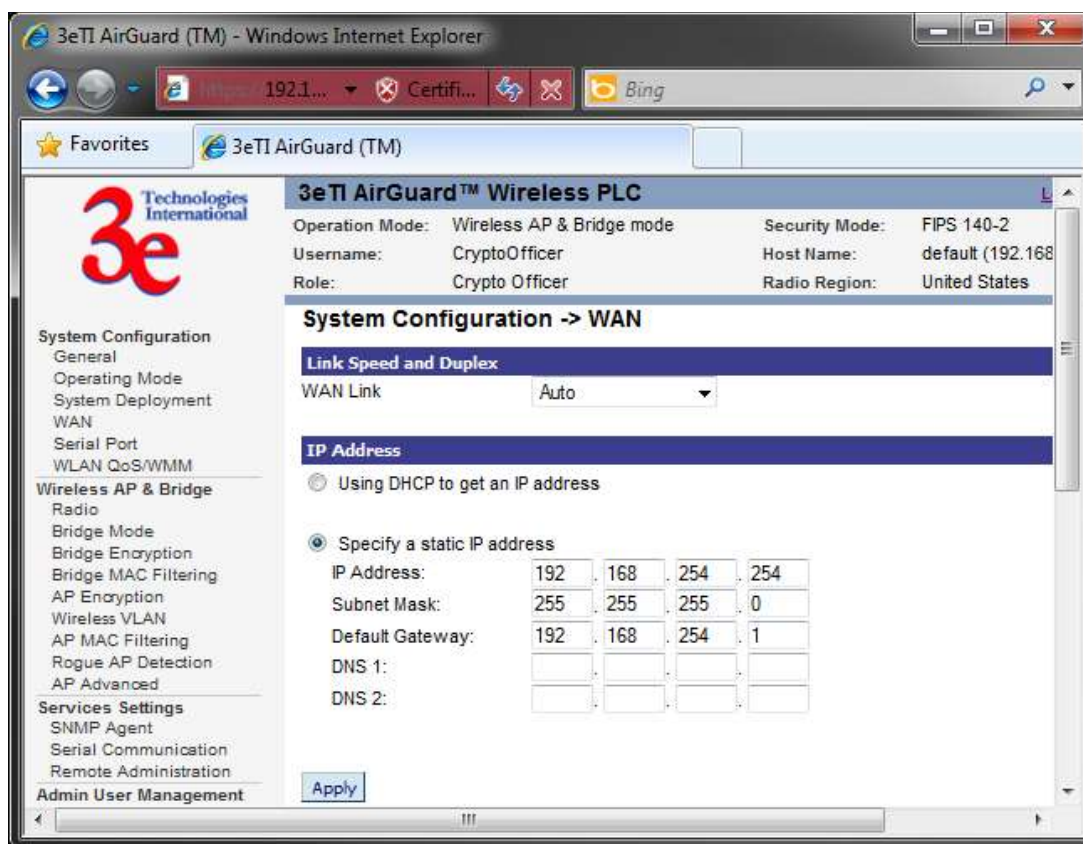 3eTI AirGuard (TM) - Windows Internet Explorer
192.1... Certifi... Bing
Favorites 3eTI AirGuard (TM)
3e Technologies International
3eTI AirGuard™ Wireless PLC
Operation Mode: Wireless AP & Bridge mode Security Mode: FIPS 140-2
Username: CryptoOfficer Host Name: default (192.168
Role: Crypto Officer Radio Region: United States
System Configuration
General
Operating Mode
System Deployment
WAN
Serial Port
WLAN QoS/WMM
Wireless AP & Bridge
Radio
Bridge Mode
Bridge Encryption
Bridge MAC Filtering
AP Encryption
Wireless VLAN
AP MAC Filtering
Rogue AP Detection
AP Advanced
Services Settings
SNMP Agent
Serial Communication
Remote Administration
Admin User Management
System Configuration -> WAN
Link Speed and Duplex
WAN Link Auto
IP Address
Using DHCP to get an IP address
Specify a static IP address
IP Address: 192 . 168 . 254 . 254
Subnet Mask: 255 . 255 . 255 . 0
Default Gateway: 192 . 168 . 254 . 1
DNS 1: . . .
DNS 2: . . .
Apply